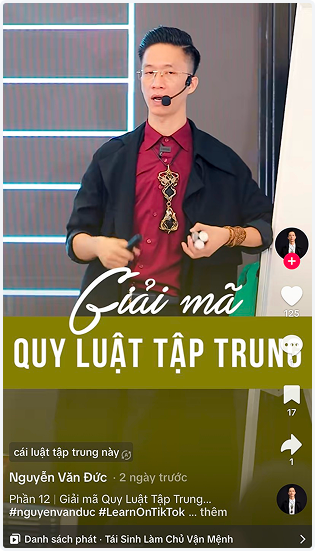 Giải mã
QUY LUẬT TẬP TRUNG
125
17
1
cái luật tập trung này
Nguyễn Văn Đức · 2 ngày trước
Phần 12 | Giải mã Quy Luật Tập Trung...
#nguyenvanduc #LearnOnTikTok ... thêm
Danh sách phát · Tái Sinh Làm Chủ Vận Mệnh